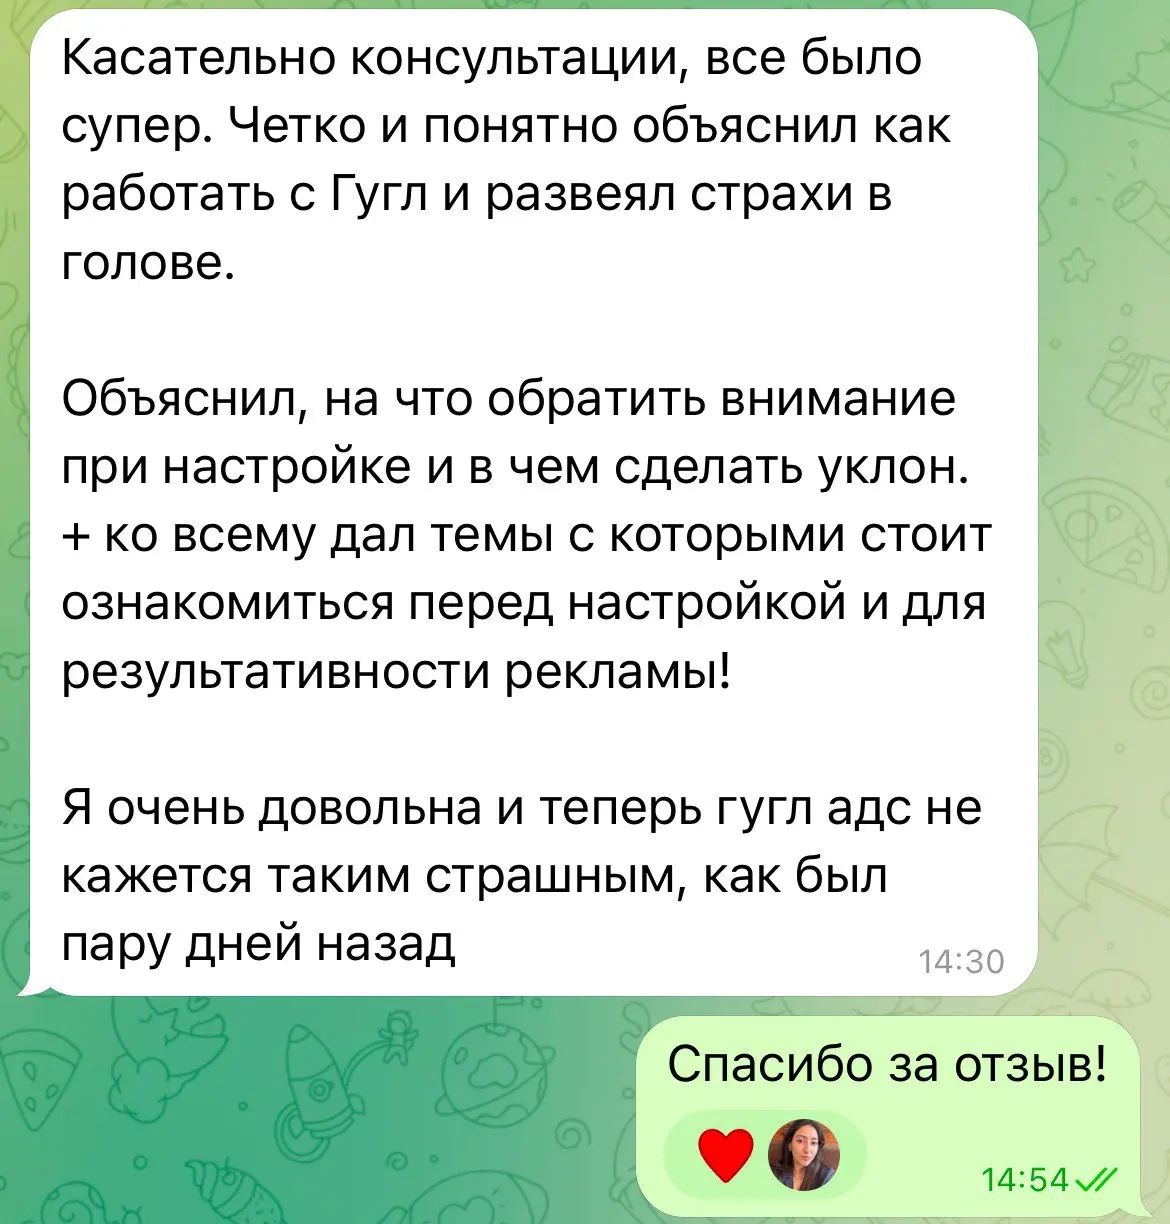 Касательно консультации, все было
супер. Четко и понятно объяснил как
работать с Гугл и развеял страхи в
голове.
Объяснил, на что обратить внимание
при настройке и в чем сделать уклон.
+ ко всему дал темы с которыми стоит
ознакомиться перед настройкой и для
результативности рекламы!
Я очень довольна и теперь гугл адс не
кажется таким страшным, как был
пару дней назад
14:30
Спасибо за отзыв!
14:54